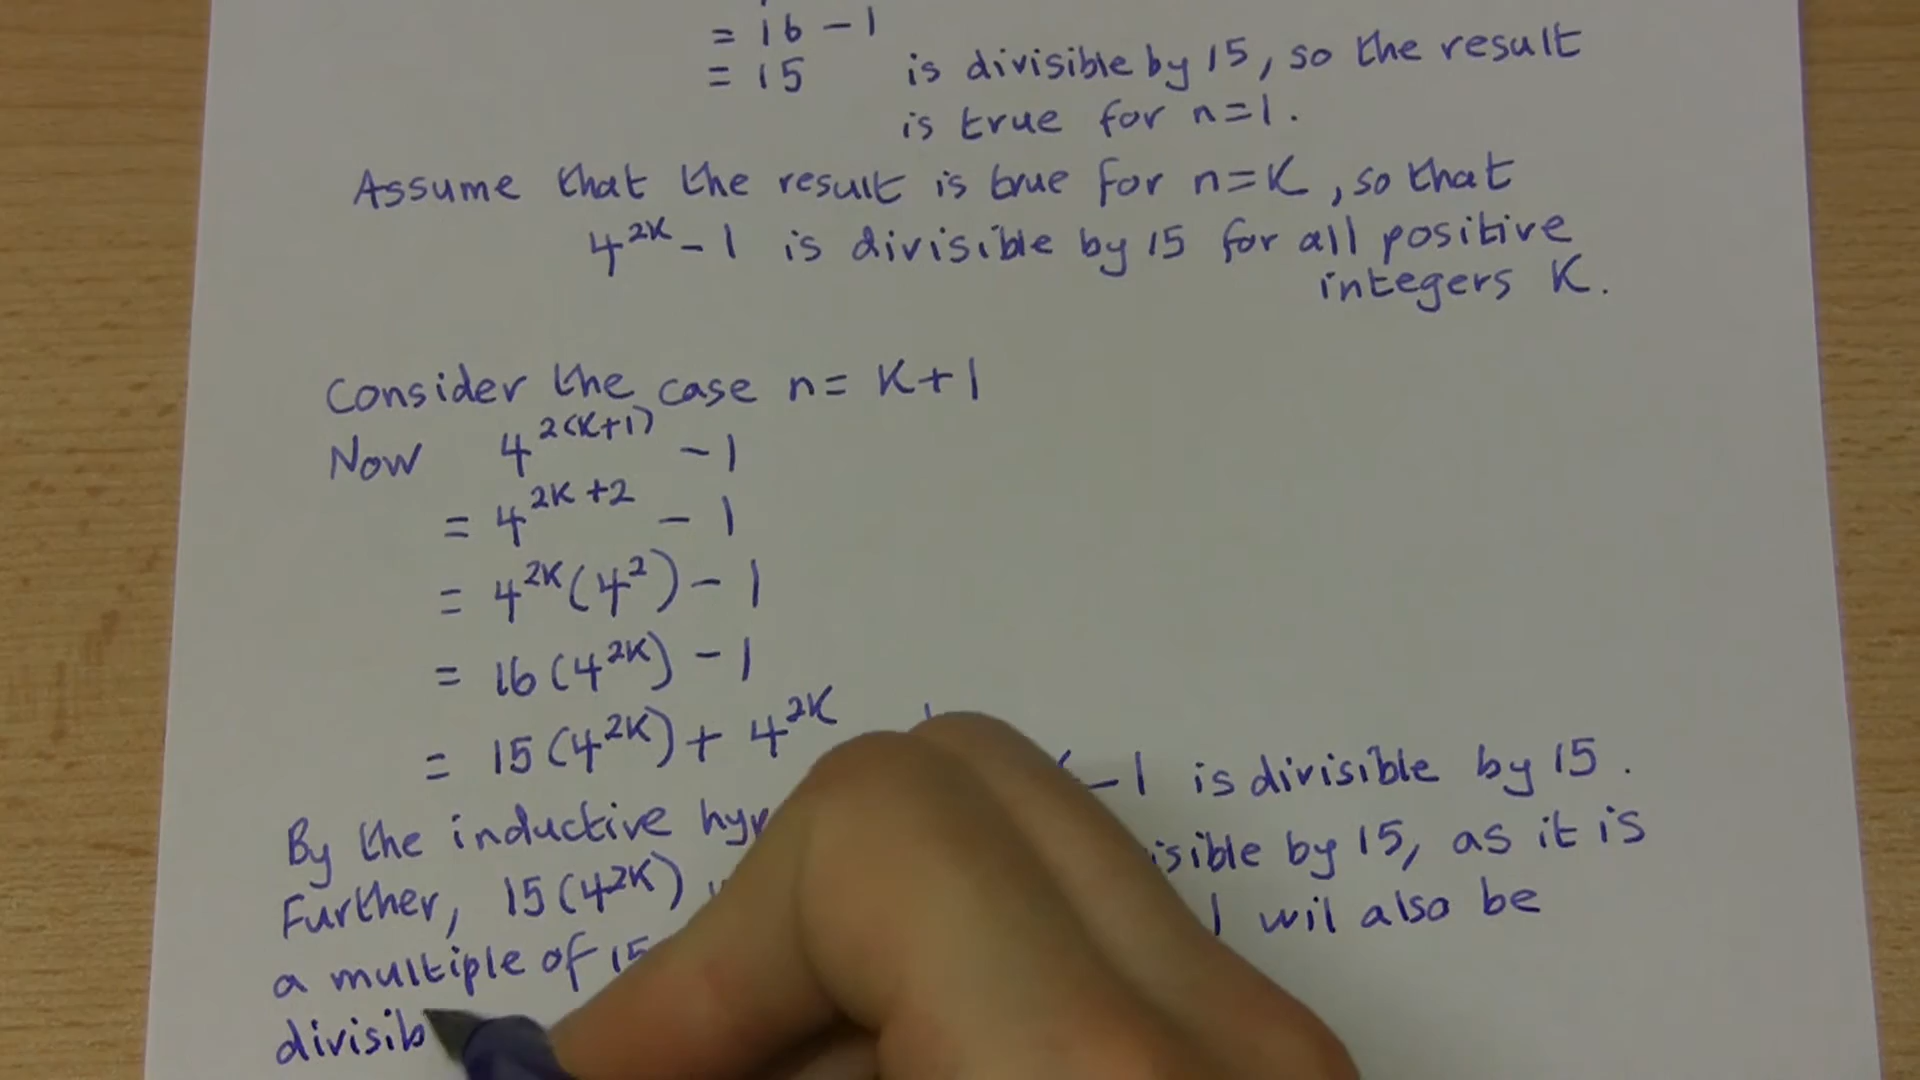 = 16 - 1
= 15 is divisible by 15, so the result
is true for n=1.
Assume that the result is true for n=K, so that
4^{2K} - 1 is divisible by 15 for all positive
integers K.
Consider the case n= K+1
Now 4^{2(K+1)} - 1
= 4^{2K+2} - 1
= 4^{2K}(4^2) - 1
= 16(4^{2K}) - 1
= 15(4^{2K}) + 4^{2K}
By the inductive - 1 is divisible by 15.
Further, 15(4^{2K}) by 15, as it is
a multiple of 15 1 wil also be